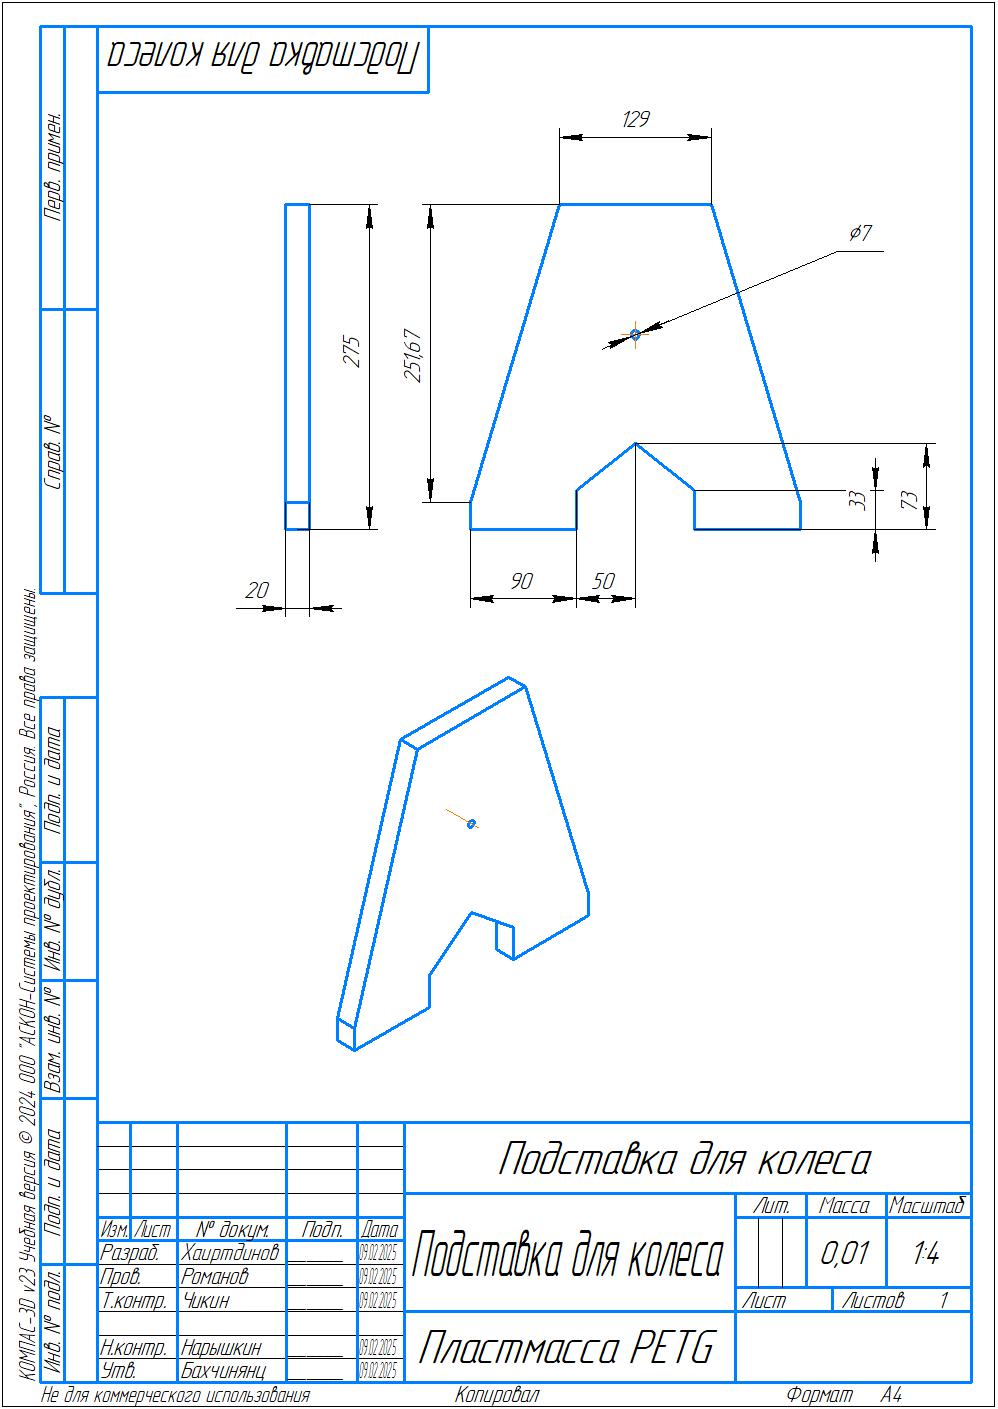 Подставка для колеса
Перв. примен.
Справ. №
Подп. и дата
Инв. № дубл.
Взам. инв. №
Подп. и дата
Инв. № подл.
КОМПАС-3D v23 Учебная версия © 2024 ООО "АСКОН-Системы проектирования", Россия. Все права защищены.
129
⌀7
275
251,67
33
73
20
90
50
Подставка для колеса
Изм. Лист № докум. Подп. Дата
Разраб. Хаиртдинов 09.02.2025
Пров. Романов 09.02.2025
Т.контр. Чикин 09.02.2025
Н.контр. Нарышкин 09.02.2025
Утв. Бахчинянц 09.02.2025
Подставка для колеса
Лит. Масса Масштаб
0,01 1:4
Лист Листов 1
Пластмасса PETG
Не для коммерческого использования Копировал Формат A4